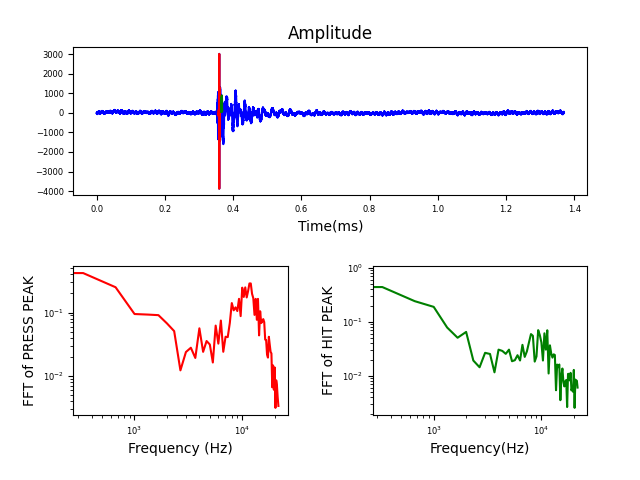 Amplitude
3000
2000
1000
0
−1000
−2000
−3000
−4000
0.0 0.2 0.4 0.6 0.8 1.0 1.2 1.4
Time(ms)
FFT of PRESS PEAK
10⁻¹
10⁻²
10³ 10⁴
Frequency (Hz)
FFT of HIT PEAK
10⁰
10⁻¹
10⁻²
10³ 10⁴
Frequency(Hz)